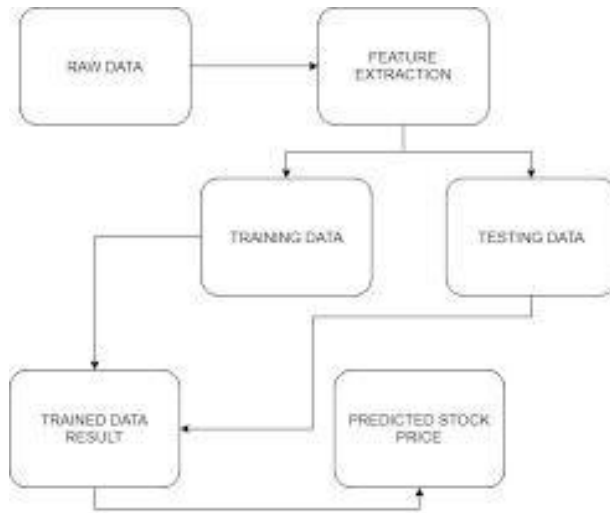 RAW DATA
FEATURE
EXTRACTION
TRAINING DATA
TESTING DATA
TRAINED DATA
RESULT
PREDICTED STOCK
PRICE